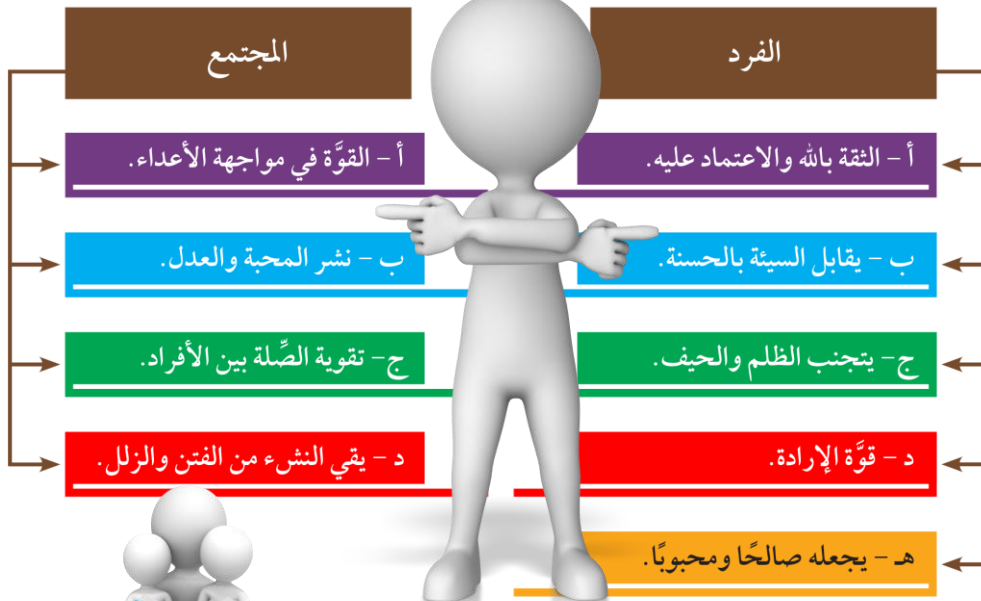 الفرد
أ – الثقة بالله والاعتماد عليه.
ب – يقابل السيئة بالحسنة.
ج – يتجنب الظلم والحيف.
د – قوَّة الإرادة.
هـ – يجعله صالحًا ومحبوبًا.
المجتمع
أ – القوَّة في مواجهة الأعداء.
ب – نشر المحبة والعدل.
ج – تقوية الصِّلة بين الأفراد.
د – يقي النشء من الفتن والزلل.